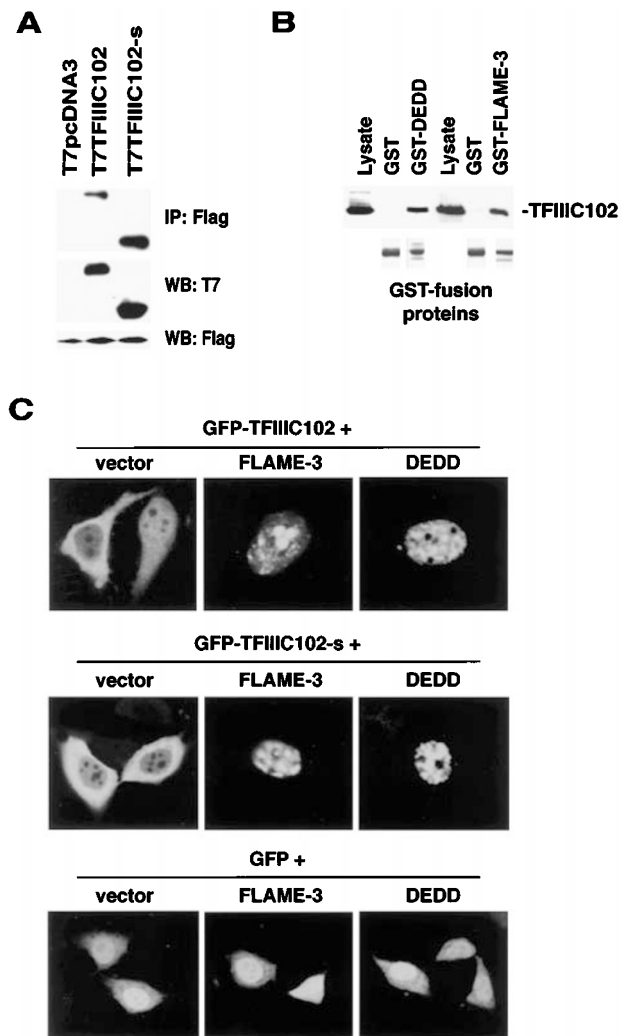 A
T7pcDNA3
T7TFIIIC102
T7TFIIIC102-s
IP: Flag
WB: T7
WB: Flag
B
Lysate
GST
GST-DEDD
Lysate
GST
GST-FLAME-3
-TFIIIC102
GST-fusion
proteins
C
GFP-TFIIIC102 +
vector FLAME-3 DEDD
GFP-TFIIIC102-s +
vector FLAME-3 DEDD
GFP +
vector FLAME-3 DEDD